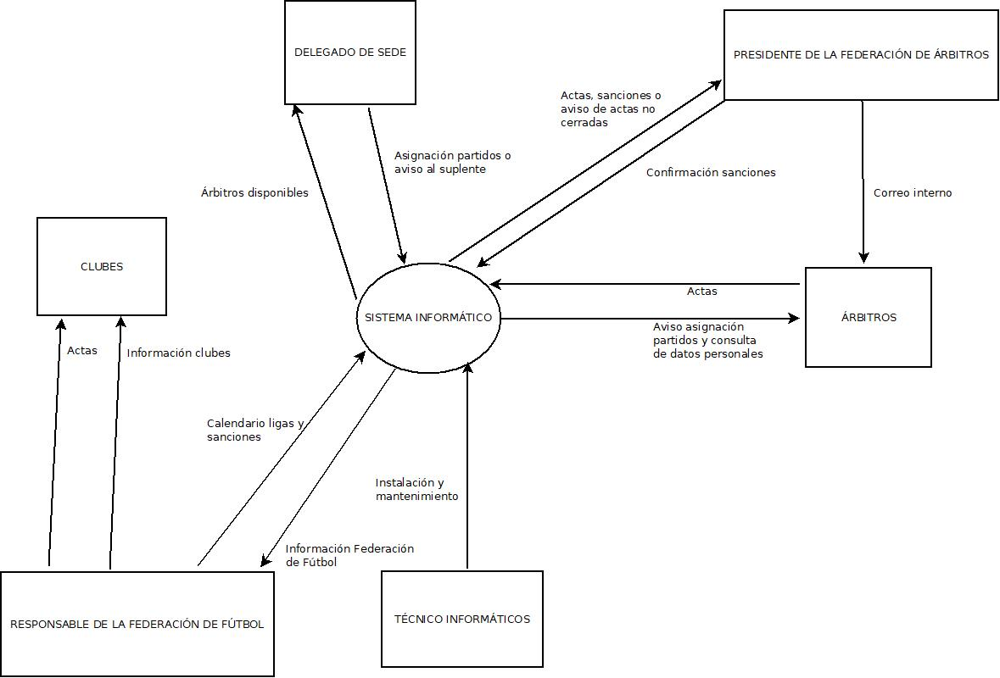 DELEGADO DE SEDE
PRESIDENTE DE LA FEDERACIÓN DE ÁRBITROS
Actas, sanciones o
aviso de actas no
cerradas
Asignación partidos o
aviso al suplente
Confirmación sanciones
Árbitros disponibles
Correo interno
CLUBES
Actas
SISTEMA INFORMÁTICO
ÁRBITROS
Aviso asignación
partidos y consulta
de datos personales
Actas
Información clubes
Calendario ligas y
sanciones
Instalación y
mantenimiento
Información Federación
de Fútbol
RESPONSABLE DE LA FEDERACIÓN DE FÚTBOL
TÉCNICO INFORMÁTICOS